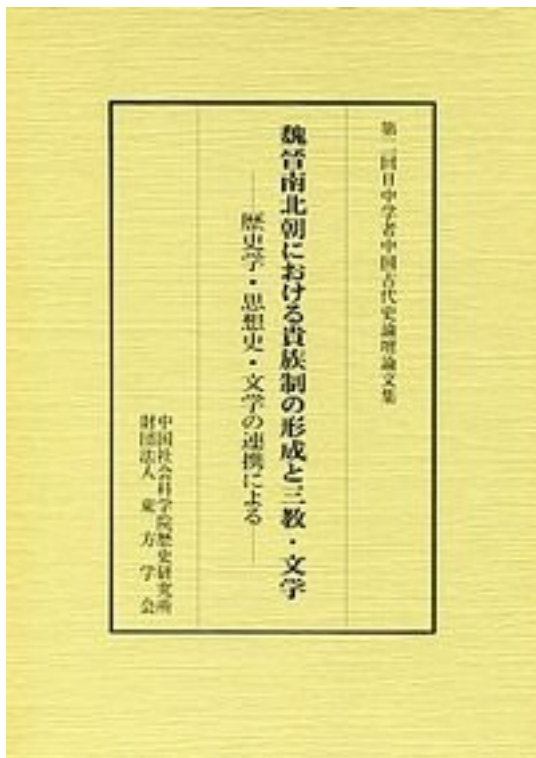 第二回日中学者中国古代史論壇論文集
魏晋南北朝における貴族制の形成と三教・文学
──歴史学・思想史・文学の連携による──
中国社会科学院歴史研究所
財団法人 東方学会